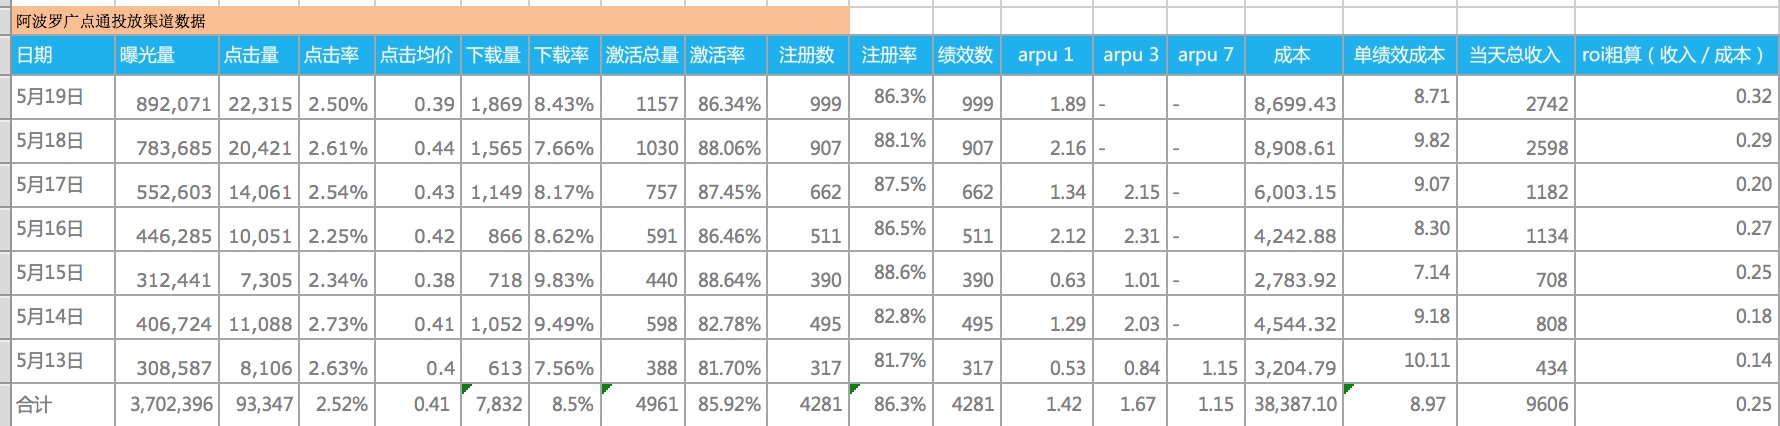 阿波罗广点通投放渠道数据
日期 曝光量 点击量 点击率 点击均价 下载量 下载率 激活总量 激活率 注册数 注册率 绩效数 arpu 1 arpu 3 arpu 7 成本 单绩效成本 当天总收入 roi粗算（收入／成本）
5月19日 892,071 22,315 2.50% 0.39 1,869 8.43% 1157 86.34% 999 86.3% 999 1.89 - - 8,699.43 8.71 2742 0.32
5月18日 783,685 20,421 2.61% 0.44 1,565 7.66% 1030 88.06% 907 88.1% 907 2.16 - - 8,908.61 9.82 2598 0.29
5月17日 552,603 14,061 2.54% 0.43 1,149 8.17% 757 87.45% 662 87.5% 662 1.34 2.15 - 6,003.15 9.07 1182 0.20
5月16日 446,285 10,051 2.25% 0.42 866 8.62% 591 86.46% 511 86.5% 511 2.12 2.31 - 4,242.88 8.30 1134 0.27
5月15日 312,441 7,305 2.34% 0.38 718 9.83% 440 88.64% 390 88.6% 390 0.63 1.01 - 2,783.92 7.14 708 0.25
5月14日 406,724 11,088 2.73% 0.41 1,052 9.49% 598 82.78% 495 82.8% 495 1.29 2.03 - 4,544.32 9.18 808 0.18
5月13日 308,587 8,106 2.63% 0.4 613 7.56% 388 81.70% 317 81.7% 317 0.53 0.84 1.15 3,204.79 10.11 434 0.14
合计 3,702,396 93,347 2.52% 0.41 7,832 8.5% 4961 85.92% 4281 86.3% 4281 1.42 1.67 1.15 38,387.10 8.97 9606 0.25